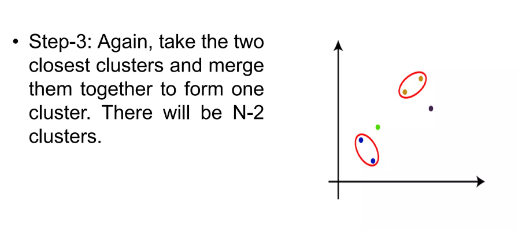 • Step-3: Again, take the two
closest clusters and merge
them together to form one
cluster. There will be N-2
clusters.